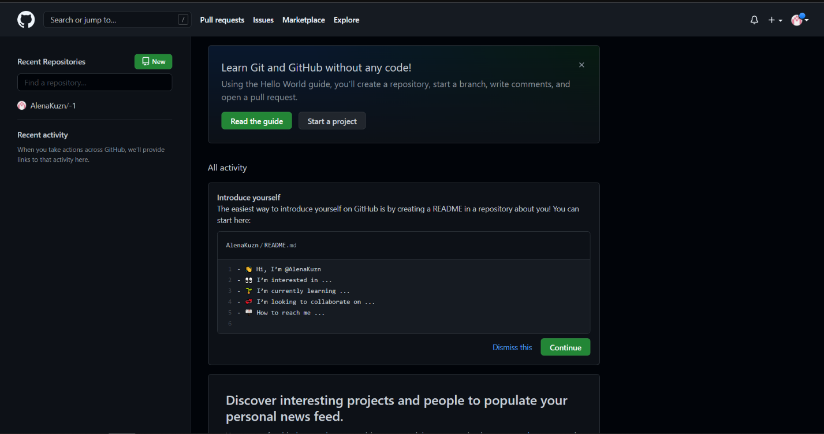 Search or jump to...
/
Pull requests
Issues
Marketplace
Explore
Recent Repositories
New
Find a repository...
AlenaKuzn/-1
Recent activity
When you take actions across GitHub, we'll provide
links to that activity here.
Learn Git and GitHub without any code!
Using the Hello World guide, you'll create a repository, start a branch, write comments, and
open a pull request.
Read the guide
Start a project
All activity
Introduce yourself
The easiest way to introduce yourself on GitHub is by creating a README in a repository about you! You can
start here:
AlenaKuzn/README.md
1 - 👋 Hi, I'm @AlenaKuzn
2 - 👀 I'm interested in ...
3 - 🌱 I'm currently learning ...
4 - 💞️ I'm looking to collaborate on ...
5 - 📫 How to reach me ...
6
Dismiss this
Continue
Discover interesting projects and people to populate your
personal news feed.